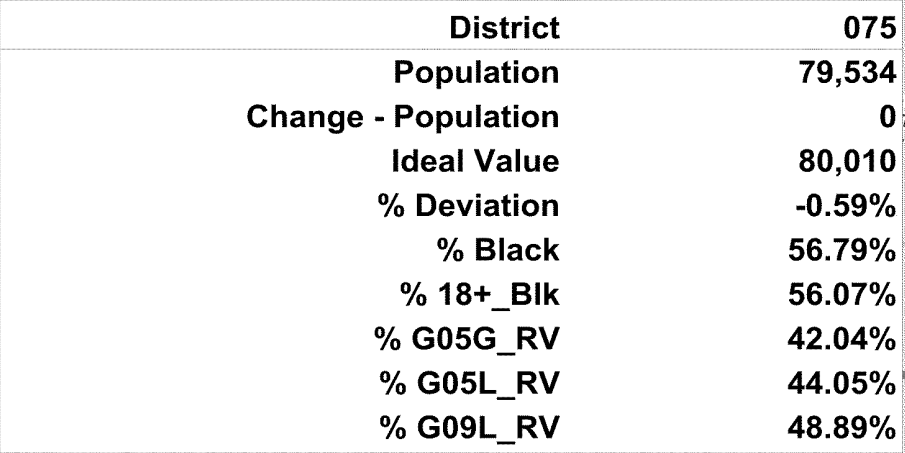 District 075
Population 79,534
Change - Population 0
Ideal Value 80,010
% Deviation -0.59%
% Black 56.79%
% 18+_Blk 56.07%
% G05G_RV 42.04%
% G05L_RV 44.05%
% G09L_RV 48.89%